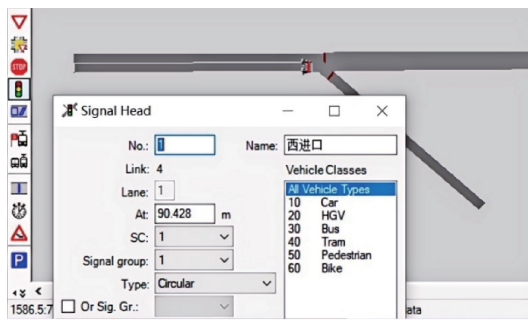 STOP
Signal Head
No.: 1 Name: 西进口
Link: 4 Vehicle Classes
Lane: 1
All Vehicle Types
At: 90.428 m
10 Car
20 HGV
SC: 1
30 Bus
40 Tram
Signal group: 1
50 Pedestrian
60 Bike
Type: Circular
Or Sig. Gr.:
P
1586.5:7
ata